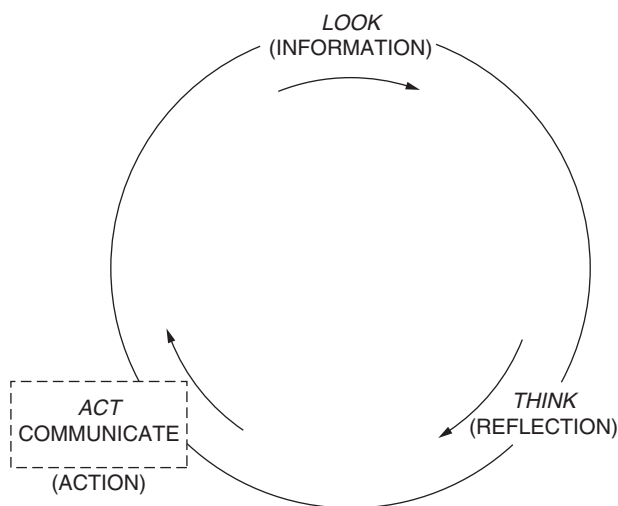 LOOK
(INFORMATION)
THINK
(REFLECTION)
ACT
COMMUNICATE
(ACTION)